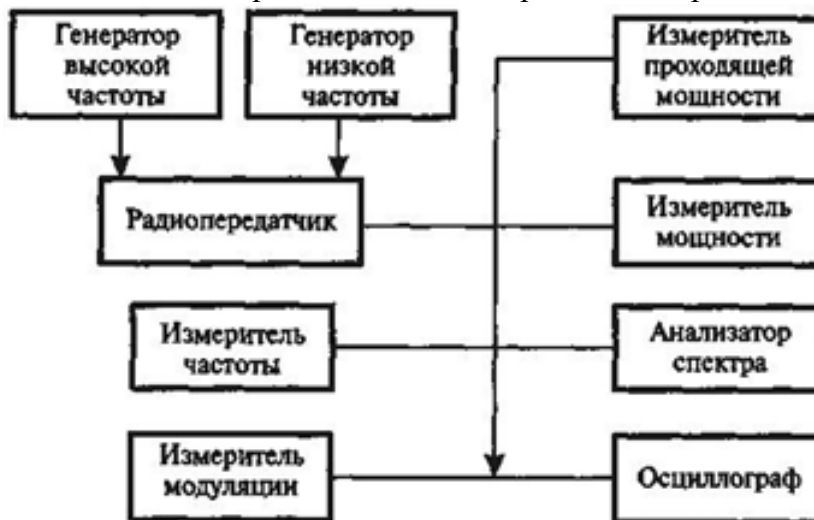 Генератор
высокой
частоты
Генератор
низкой
частоты
Измеритель
проходящей
мощности
Радиопередатчик
Измеритель
мощности
Измеритель
частоты
Анализатор
спектра
Измеритель
модуляции
Осциллограф